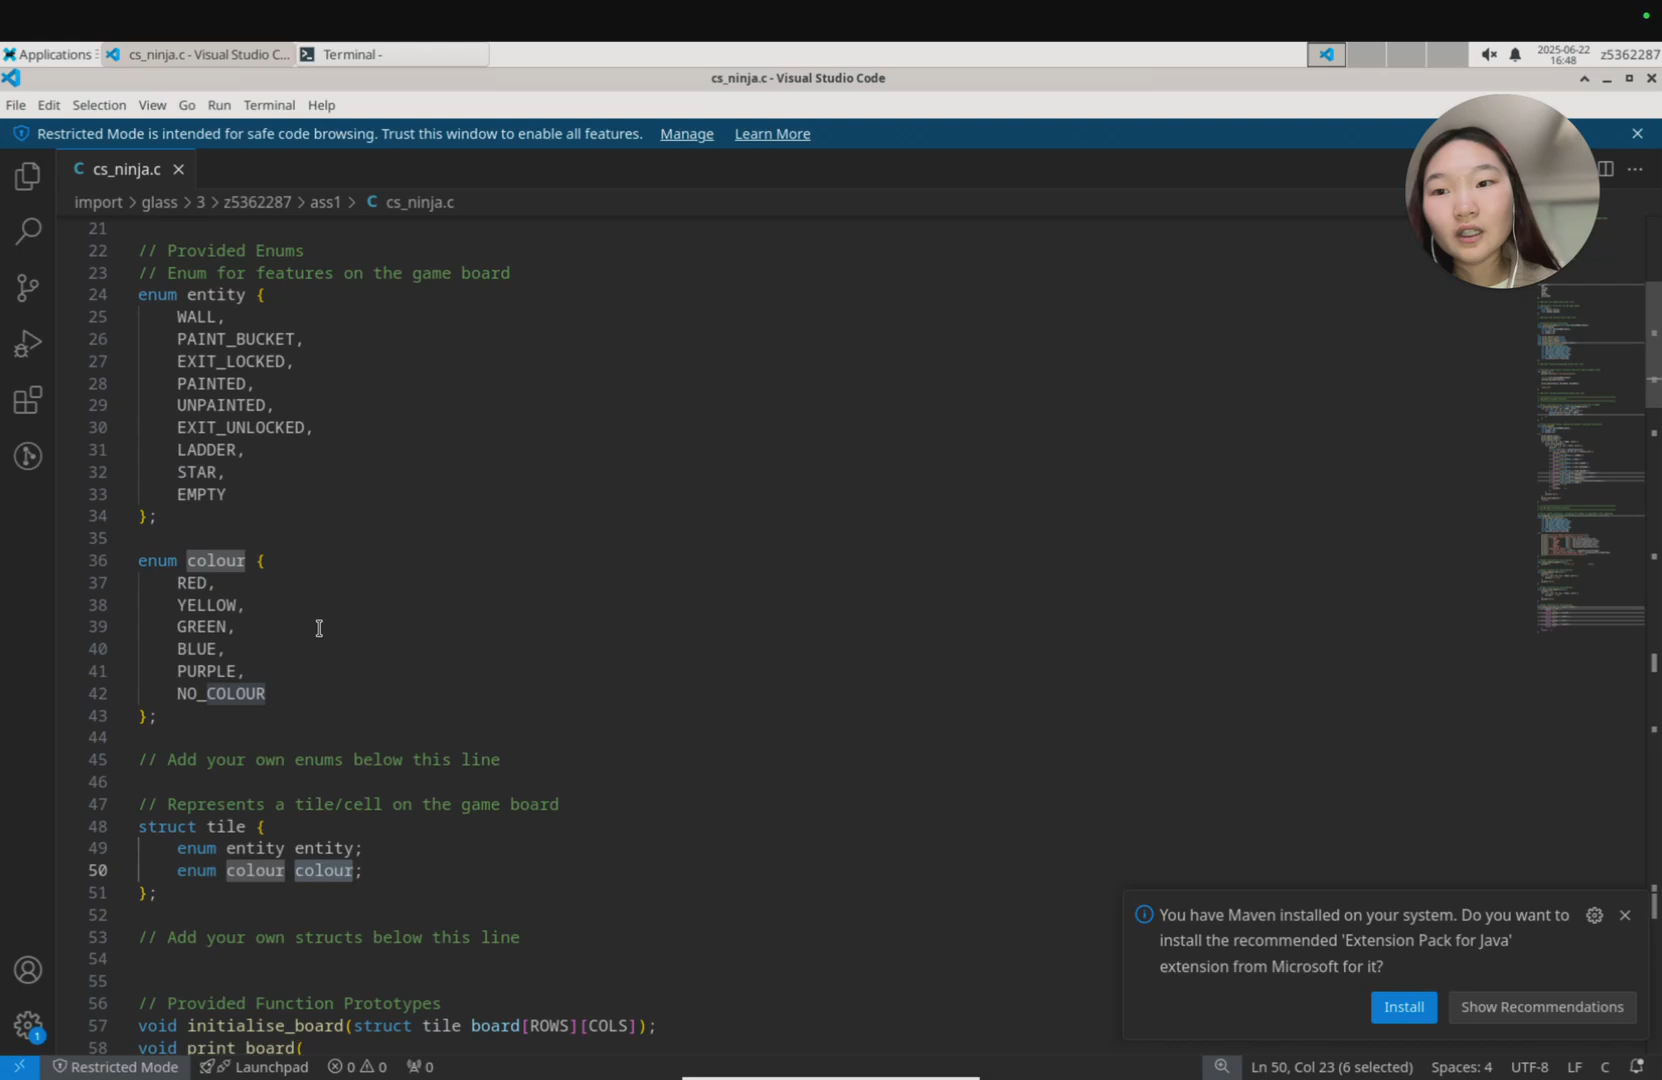 Applications
cs_ninja.c - Visual Studio C...
Terminal -
2025-06-22
16:48
z5362287
cs_ninja.c - Visual Studio Code
File Edit Selection View Go Run Terminal Help
Restricted Mode is intended for safe code browsing. Trust this window to enable all features. Manage Learn More
C cs_ninja.c
import > glass > 3 > z5362287 > ass1 > C cs_ninja.c
21
22 // Provided Enums
23 // Enum for features on the game board
24 enum entity {
25 WALL,
26 PAINT_BUCKET,
27 EXIT_LOCKED,
28 PAINTED,
29 UNPAINTED,
30 EXIT_UNLOCKED,
31 LADDER,
32 STAR,
33 EMPTY
34 };
35
36 enum colour {
37 RED,
38 YELLOW,
39 GREEN,
40 BLUE,
41 PURPLE,
42 NO_COLOUR
43 };
44
45 // Add your own enums below this line
46
47 // Represents a tile/cell on the game board
48 struct tile {
49 enum entity entity;
50 enum colour colour;
51 };
52
53 // Add your own structs below this line
54
55
56 // Provided Function Prototypes
57 void initialise_board(struct tile board[ROWS][COLS]);
58 void print_board(
You have Maven installed on your system. Do you want to
install the recommended 'Extension Pack for Java'
extension from Microsoft for it?
Install Show Recommendations
1
Restricted Mode Launchpad 0 0 0
Ln 50, Col 23 (6 selected) Spaces: 4 UTF-8 LF C